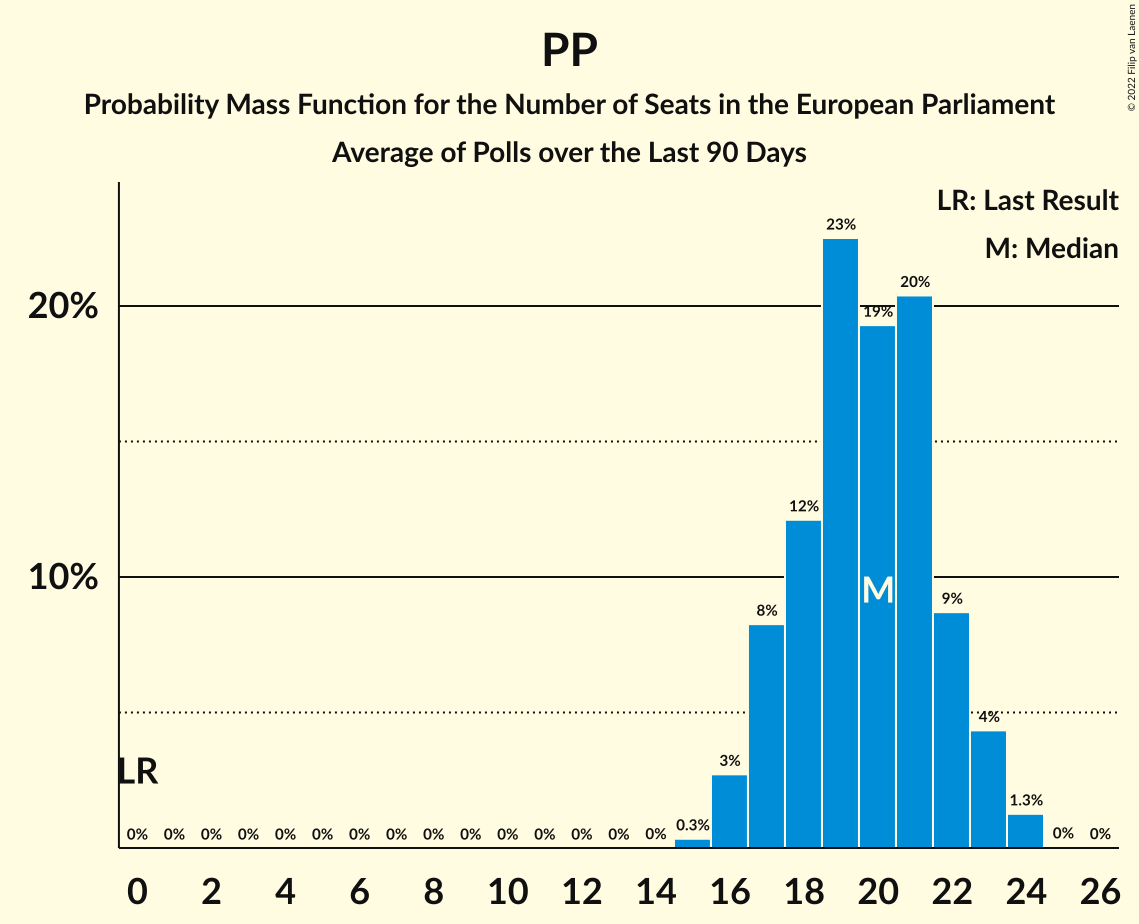 PP
Probability Mass Function for the Number of Seats in the European Parliament
Average of Polls over the Last 90 Days
© 2022 Filip van Laenen
LR: Last Result
M: Median
20%
10%
LR
M
0% 0% 0% 0% 0% 0% 0% 0% 0% 0% 0% 0% 0% 0% 0% 0.3% 3% 8% 12% 23% 19% 20% 9% 4% 1.3% 0% 0%
0 2 4 6 8 10 12 14 16 18 20 22 24 26